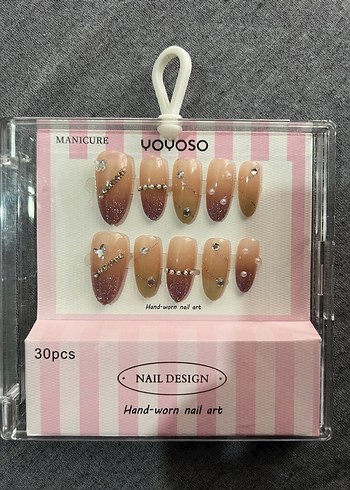 MANICURE
YOYOSO
Hand-worn nail art
30pcs
NAIL DESIGN
Hand-worn nail art